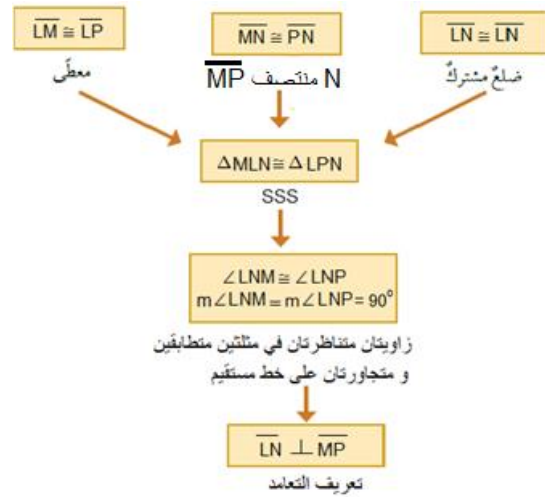 LM ≅ LP
معطًى
MN ≅ PN
N منتصف MP
LN ≅ LN
ضلعٌ مشتركٌ
ΔMLN ≅ Δ LPN
SSS
∠LNM ≅ ∠LNP
m∠LNM = m∠LNP = 90°
زاويتان متناظرتان في مثلثين متطابقين
و متجاورتان على خط مستقيم
LN ⊥ MP
تعريف التعامد